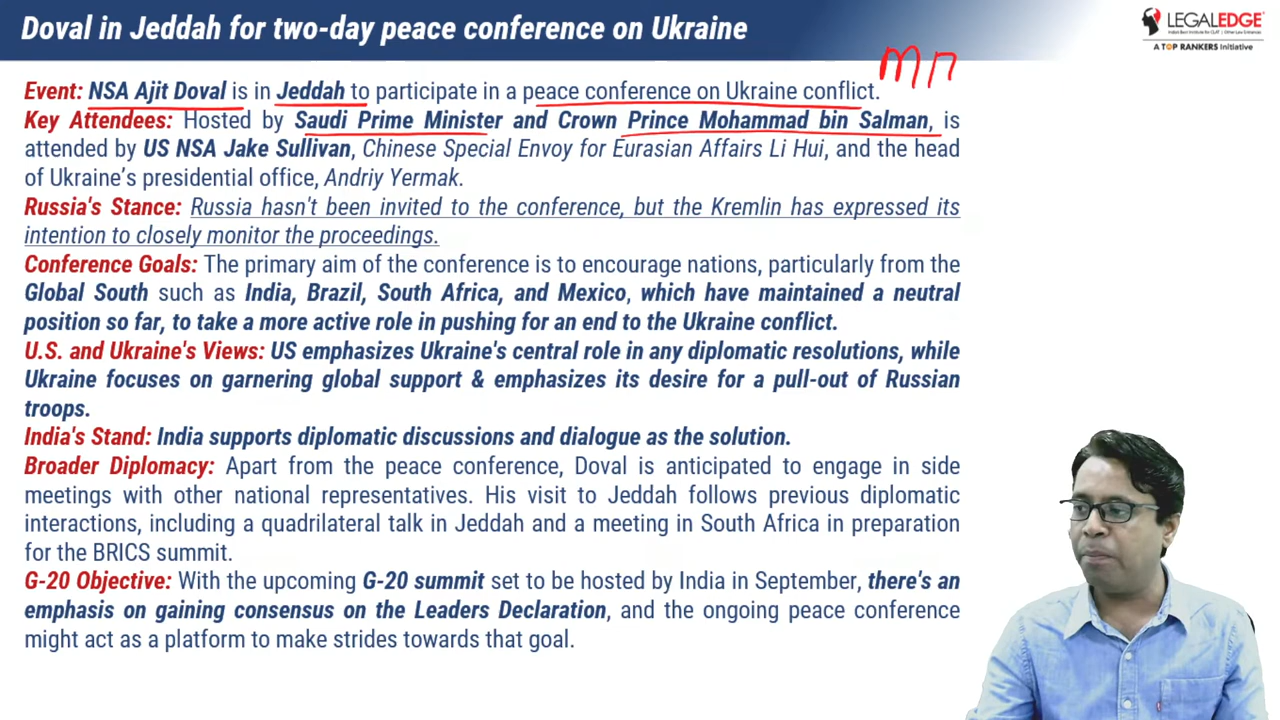 Doval in Jeddah for two-day peace conference on Ukraine
LEGALEDGE
India's Best Institute for CLAT | Other Law Entrances
A TOP RANKERS Initiative
Event: NSA Ajit Doval is in Jeddah to participate in a peace conference on Ukraine conflict.
Key Attendees: Hosted by Saudi Prime Minister and Crown Prince Mohammad bin Salman, is
attended by US NSA Jake Sullivan, Chinese Special Envoy for Eurasian Affairs Li Hui, and the head
of Ukraine's presidential office, Andriy Yermak.
Russia's Stance: Russia hasn't been invited to the conference, but the Kremlin has expressed its
intention to closely monitor the proceedings.
Conference Goals: The primary aim of the conference is to encourage nations, particularly from the
Global South such as India, Brazil, South Africa, and Mexico, which have maintained a neutral
position so far, to take a more active role in pushing for an end to the Ukraine conflict.
U.S. and Ukraine's Views: US emphasizes Ukraine's central role in any diplomatic resolutions, while
Ukraine focuses on garnering global support & emphasizes its desire for a pull-out of Russian
troops.
India's Stand: India supports diplomatic discussions and dialogue as the solution.
Broader Diplomacy: Apart from the peace conference, Doval is anticipated to engage in side
meetings with other national representatives. His visit to Jeddah follows previous diplomatic
interactions, including a quadrilateral talk in Jeddah and a meeting in South Africa in preparation
for the BRICS summit.
G-20 Objective: With the upcoming G-20 summit set to be hosted by India in September, there's an
emphasis on gaining consensus on the Leaders Declaration, and the ongoing peace conference
might act as a platform to make strides towards that goal.